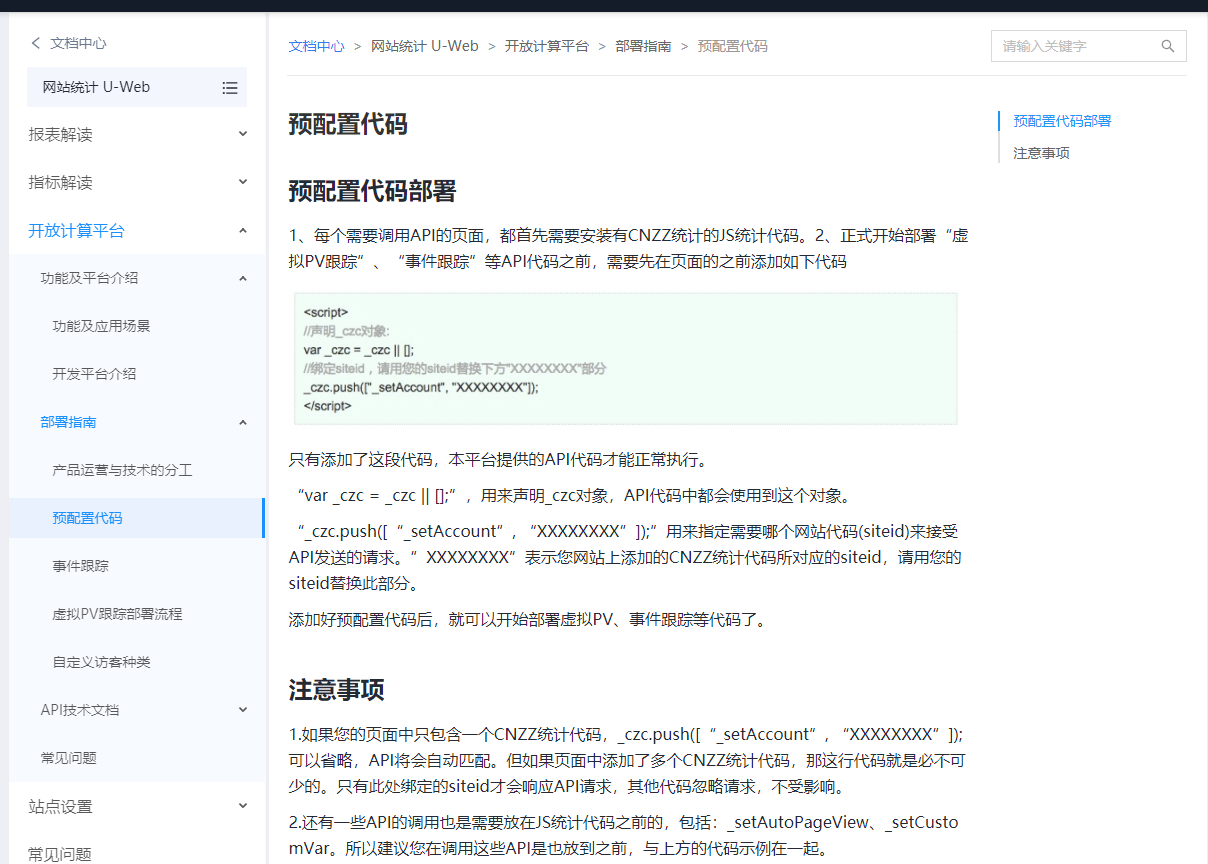 文档中心
网站统计 U-Web
报表解读
指标解读
开放计算平台
功能及平台介绍
功能及应用场景
开发平台介绍
部署指南
产品运营与技术的分工
预配置代码
事件跟踪
虚拟PV跟踪部署流程
自定义访客种类
API技术文档
常见问题
站点设置
常见问题
文档中心 > 网站统计 U-Web > 开放计算平台 > 部署指南 > 预配置代码
请输入关键字
预配置代码
预配置代码部署
1、每个需要调用API的页面，都首先需要安装有CNZZ统计的JS统计代码。2、正式开始部署“虚
拟PV跟踪”、“事件跟踪”等API代码之前，需要先在页面的之前添加如下代码
<script>
//声明_czc对象:
var _czc = _czc || [];
//绑定siteid，请用您的siteid替换下方"XXXXXXXX"部分
_czc.push(["_setAccount", "XXXXXXXX"]);
</script>
只有添加了这段代码，本平台提供的API代码才能正常执行。
“var _czc = _czc || [];“ ，用来声明_czc对象，API代码中都会使用到这个对象。
“_czc.push([“_setAccount”,“XXXXXXXX”]);”用来指定需要哪个网站代码(siteid)来接受
API发送的请求。”XXXXXXXX”表示您网站上添加的CNZZ统计代码所对应的siteid，请用您的
siteid替换此部分。
添加好预配置代码后，就可以开始部署虚拟PV、事件跟踪等代码了。
注意事项
1.如果您的页面中只包含一个CNZZ统计代码，_czc.push([“_setAccount”,“XXXXXXXX”]);
可以省略，API将会自动匹配。但如果页面中添加了多个CNZZ统计代码，那这行代码就是必不可
少的。只有此处绑定的siteid才会响应API请求，其他代码忽略请求，不受影响。
2.还有一些API的调用也是需要放在JS统计代码之前的，包括：_setAutoPageView、_setCusto
mVar。所以建议您在调用这些API是也放到之前，与上方的代码示例在一起。
预配置代码部署
注意事项